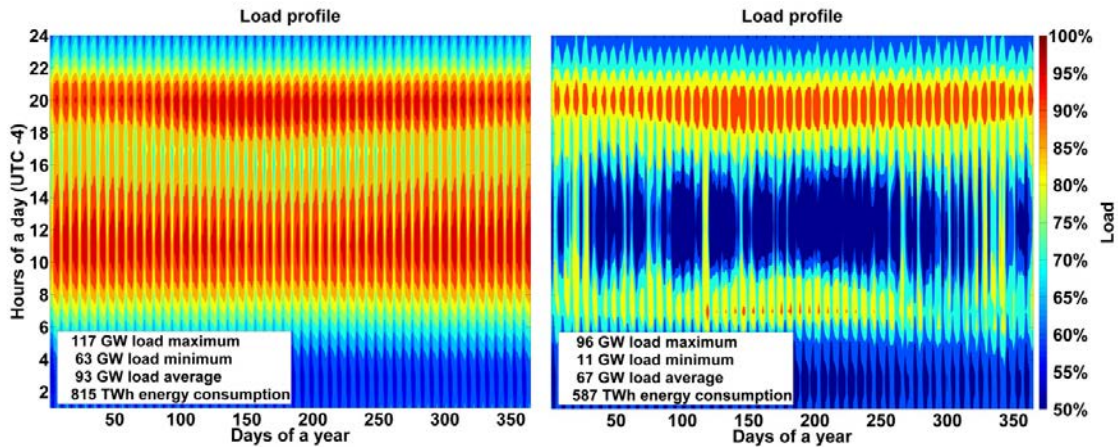 Load profile
24
22
20
18
16
14
12
10
8
6
4
2
Hours of a day (UTC -4)
117 GW load maximum
63 GW load minimum
93 GW load average
815 TWh energy consumption
50 100 150 200 250 300 350
Days of a year
Load profile
96 GW load maximum
11 GW load minimum
67 GW load average
587 TWh energy consumption
50 100 150 200 250 300 350
Days of a year
100%
95%
90%
85%
80%
75%
70%
65%
60%
55%
50%
Load